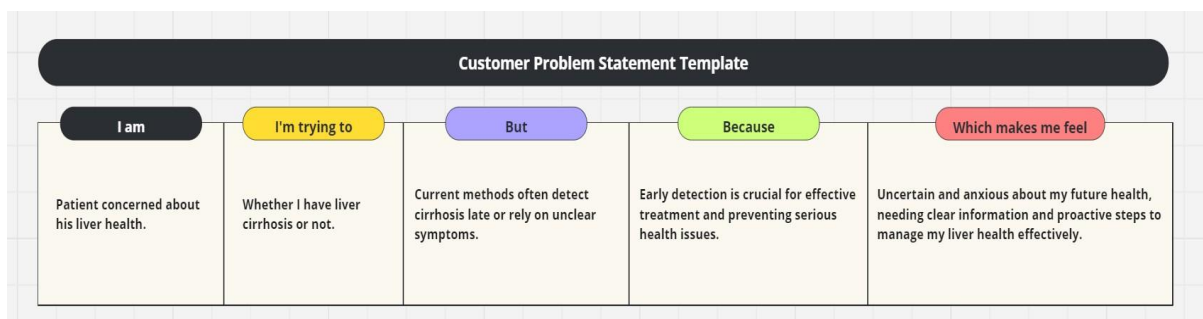 Customer Problem Statement Template
I am
I'm trying to
But
Because
Which makes me feel
Patient concerned about
his liver health.
Whether I have liver
cirrhosis or not.
Current methods often detect
cirrhosis late or rely on unclear
symptoms.
Early detection is crucial for effective
treatment and preventing serious
health issues.
Uncertain and anxious about my future health,
needing clear information and proactive steps to
manage my liver health effectively.